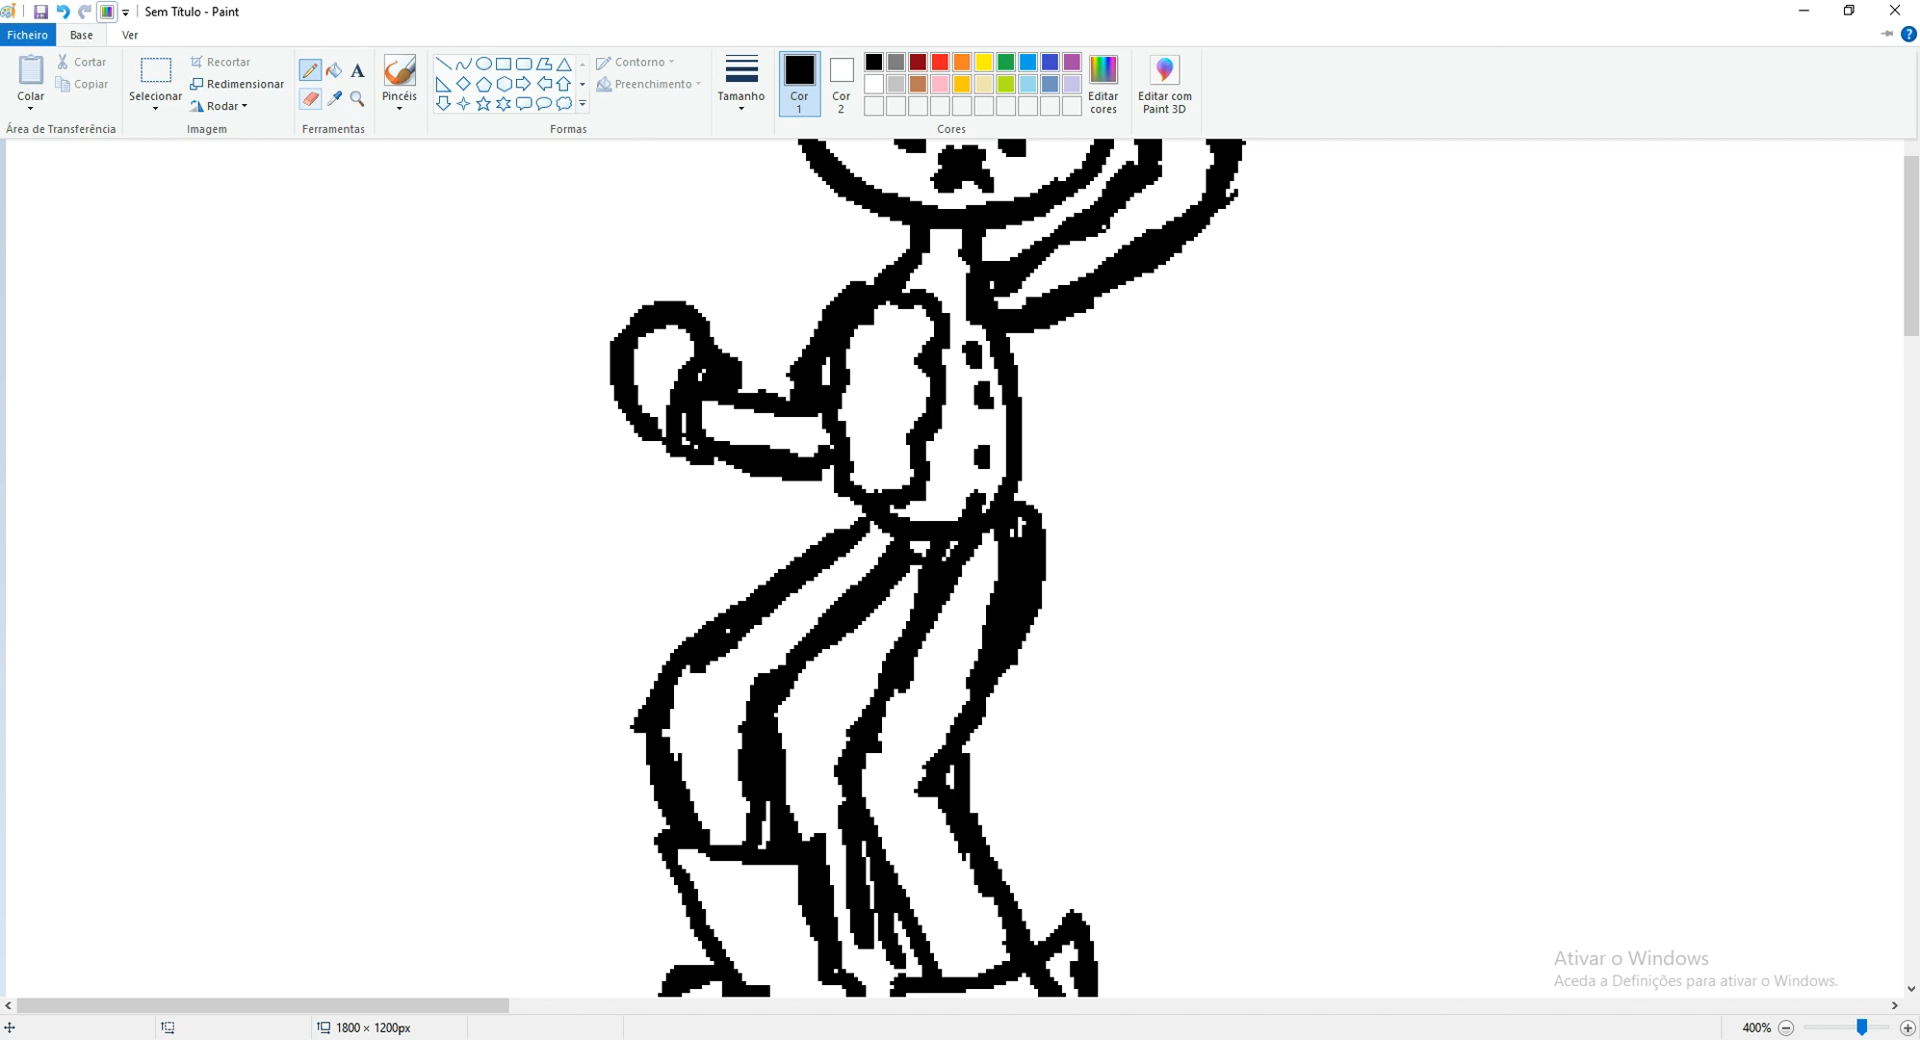 Sem Título - Paint
Ficheiro Base Ver
Colar
Cortar
Copiar
Área de Transferência
Selecionar
Recortar
Redimensionar
Rodar
Imagem
A
Ferramentas
Pincéis
Formas
Contorno
Preenchimento
Tamanho
Cor
1
Cor
2
Cores
Editar
cores
Editar com
Paint 3D
?
Ativar o Windows
Aceda a Definições para ativar o Windows.
1800 × 1200px
400%